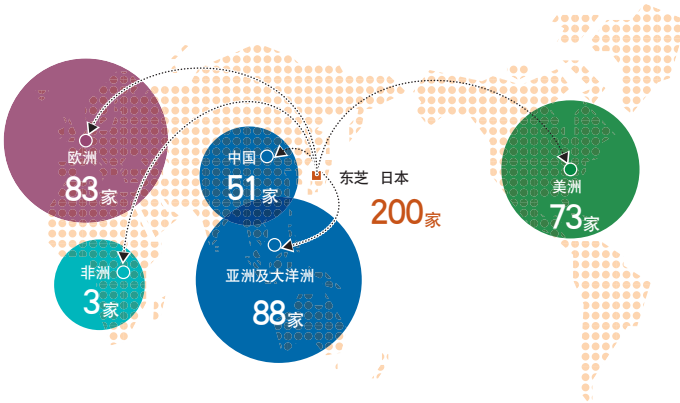 欧洲
83家
中国
51家
东芝 日本
200家
美洲
73家
非洲
3家
亚洲及大洋洲
88家